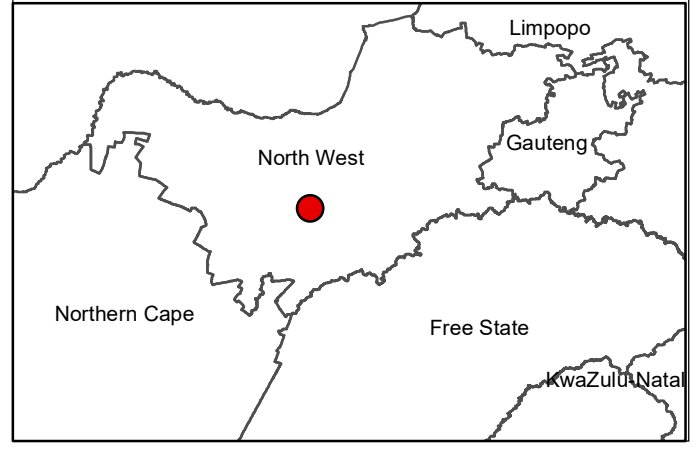 Limpopo
Gauteng
North West
Northern Cape
Free State
KwaZulu-Natal